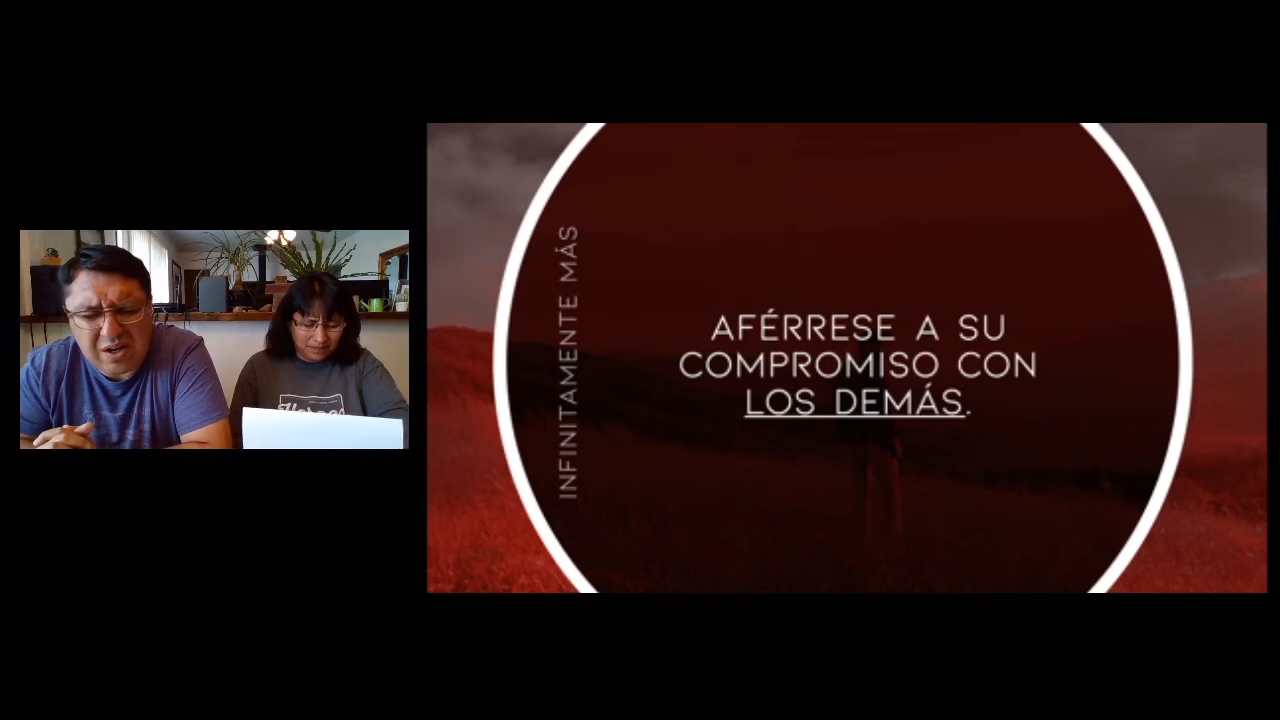 INFINITAMENTE MÁS
AFÉRRESE A SU
COMPROMISO CON
LOS DEMÁS.